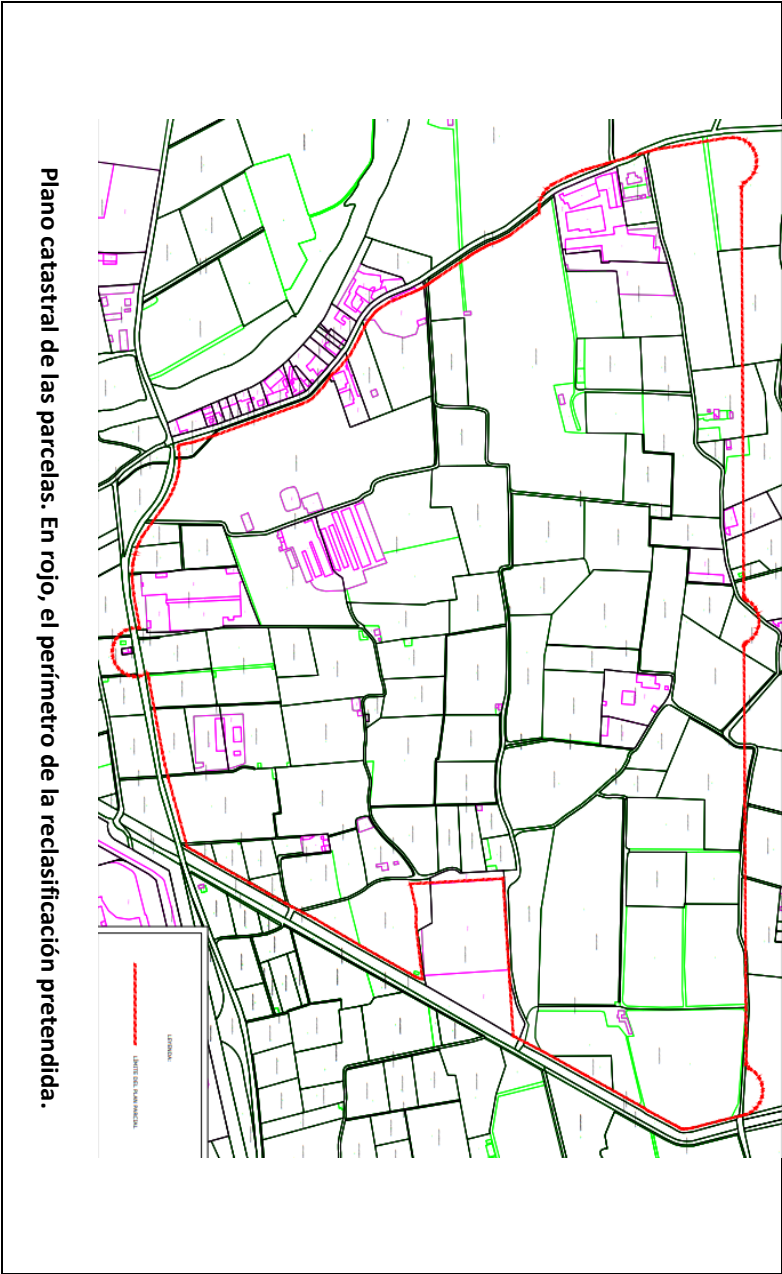 Plano catastral de las parcelas. En rojo, el perímetro de la reclasificación pretendida.
LEYENDA:
LÍMITE DEL PLAN PARCIAL